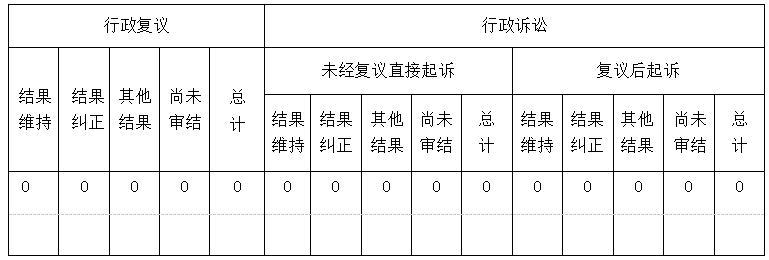 行政复议 行政诉讼
未经复议直接起诉 复议后起诉
结果维持 结果纠正 其他结果 尚未审结 总计 结果维持 结果纠正 其他结果 尚未审结 总计 结果维持 结果纠正 其他结果 尚未审结 总计
0 0 0 0 0 0 0 0 0 0 0 0 0 0 0